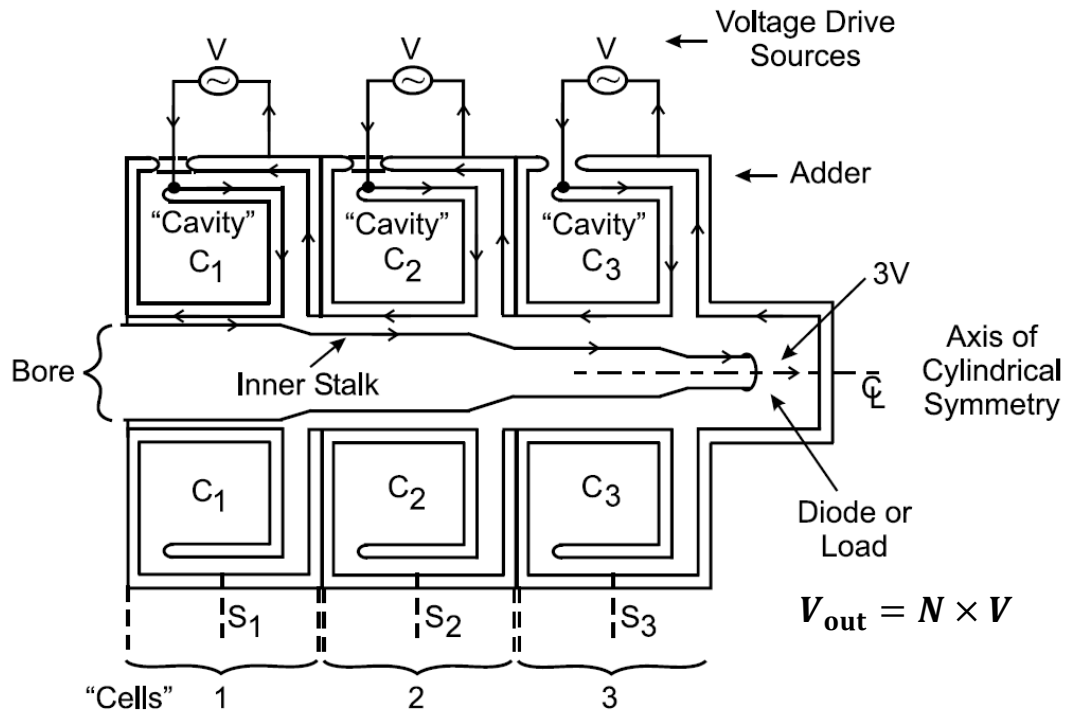 Voltage Drive
Sources
V
V
V
Adder
"Cavity"
C1
"Cavity"
C2
"Cavity"
C3
3V
Bore
Inner Stalk
Axis of
Cylindrical
Symmetry
CL
C1
C2
C3
Diode or
Load
S1
S2
S3
Vout = N × V
"Cells"
1
2
3